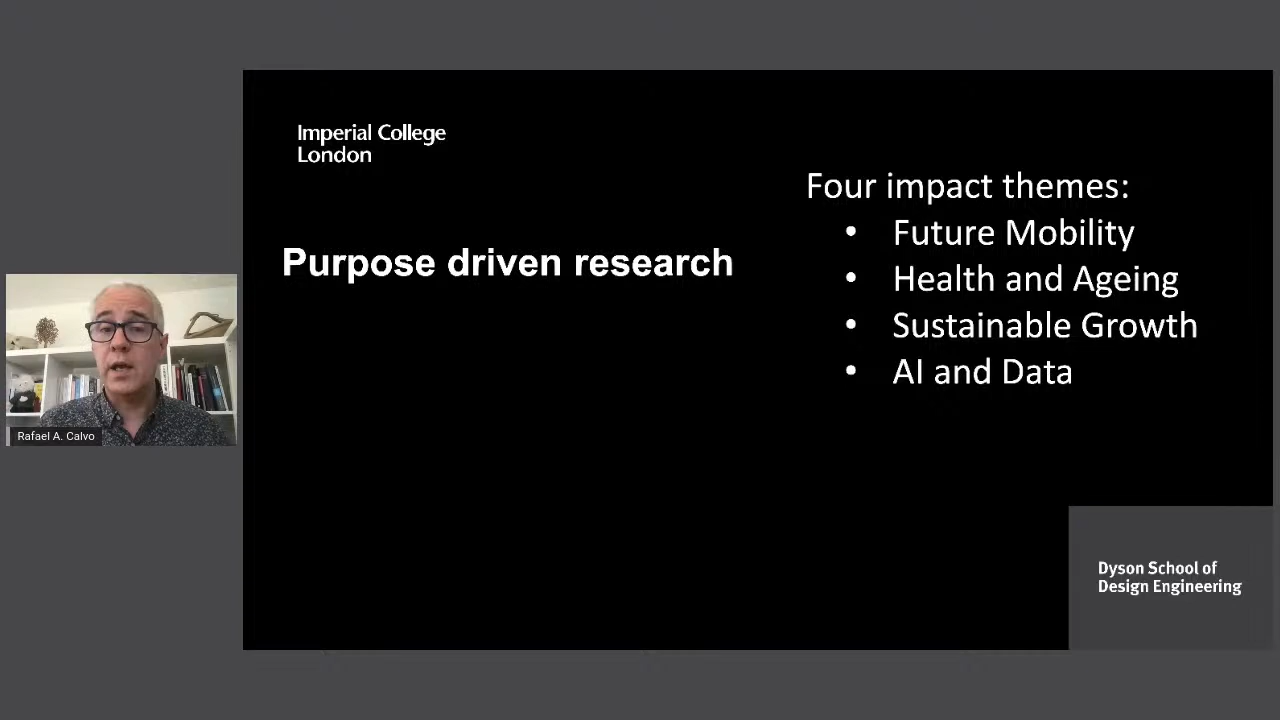 Imperial College
London
Purpose driven research
Four impact themes:
• Future Mobility
• Health and Ageing
• Sustainable Growth
• AI and Data
Rafael A. Calvo
Dyson School of
Design Engineering